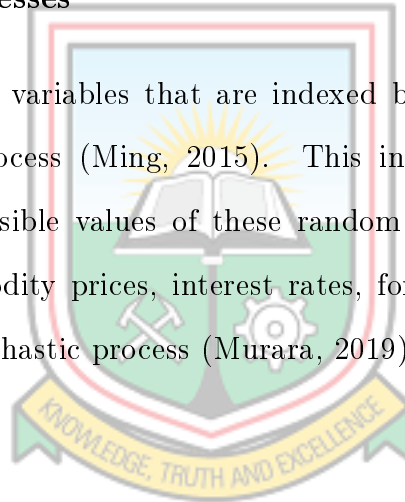 esses
variables that are indexed b
ocess (Ming, 2015). This in
sible values of these random
dity prices, interest rates, fo
hastic process (Murara, 2019)
KNOWLEDGE, TRUTH AND EXCELLENCE